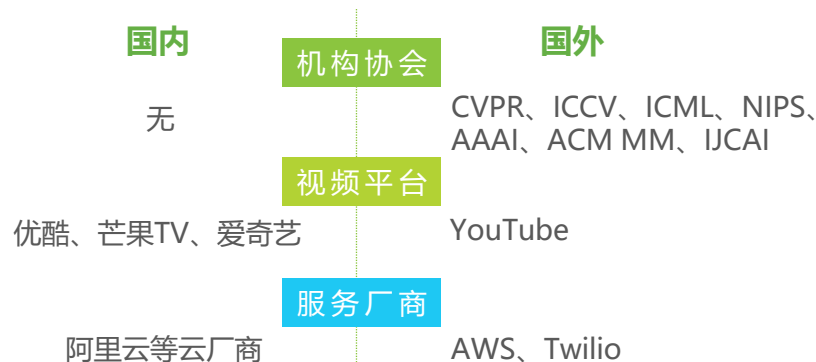 国内
国外
机构协会
无
CVPR、ICCV、ICML、NIPS、
AAAI、ACM MM、IJCAI
视频平台
优酷、芒果TV、爱奇艺
YouTube
服务厂商
阿里云等云厂商
AWS、Twilio